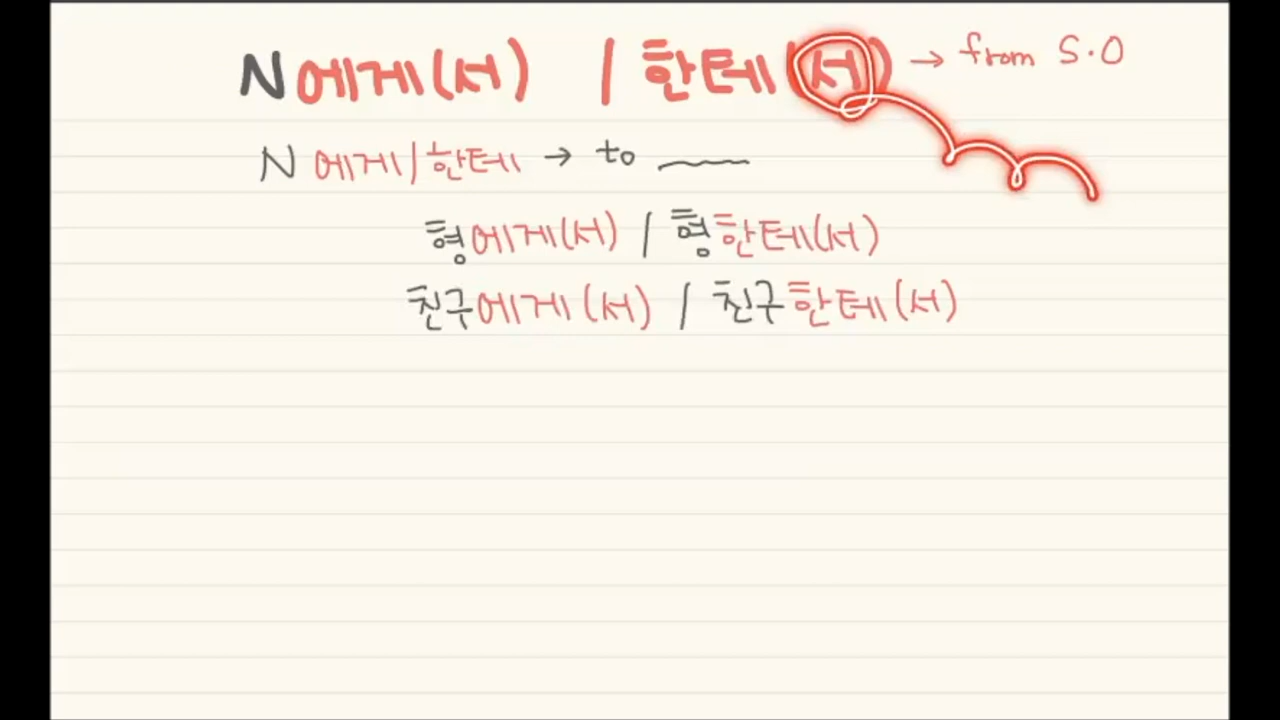 N에게(서) / 한테(서) → from S.O
N 에게/한테 → to
형에게(서) / 형한테(서)
친구에게(서) / 친구한테(서)